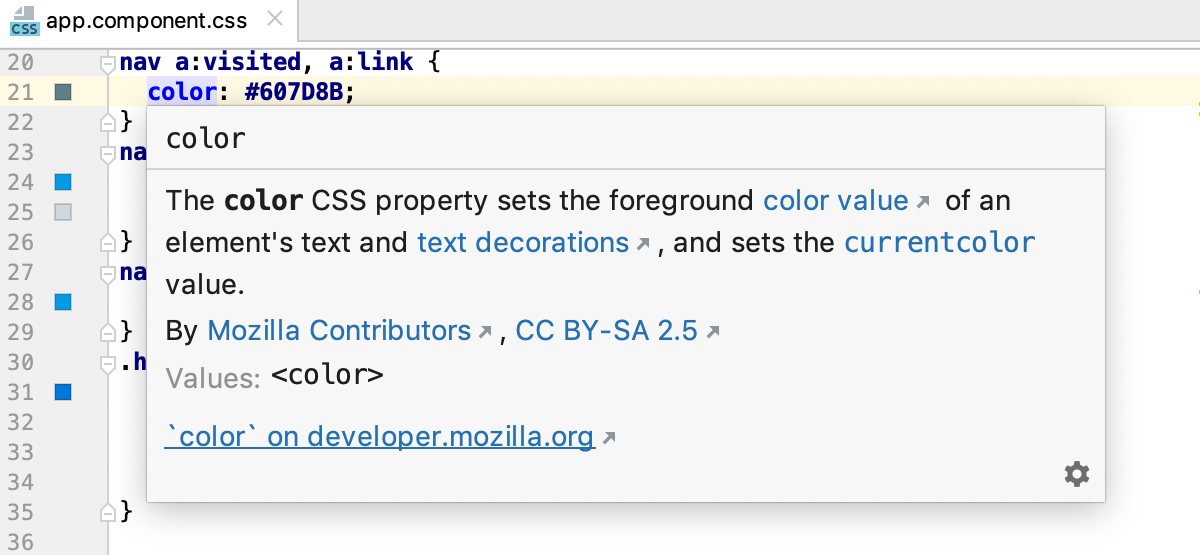 CSS app.component.css
20 nav a:visited, a:link {
21 color: #607D8B;
22 }
23 na
24
25
26 }
27 na
28
29 }
30 .h
31
32
33
34
35 }
36
color
The color CSS property sets the foreground color value of an
element's text and text decorations, and sets the currentcolor
value.
By Mozilla Contributors, CC BY-SA 2.5
Values: <color>
`color` on developer.mozilla.org